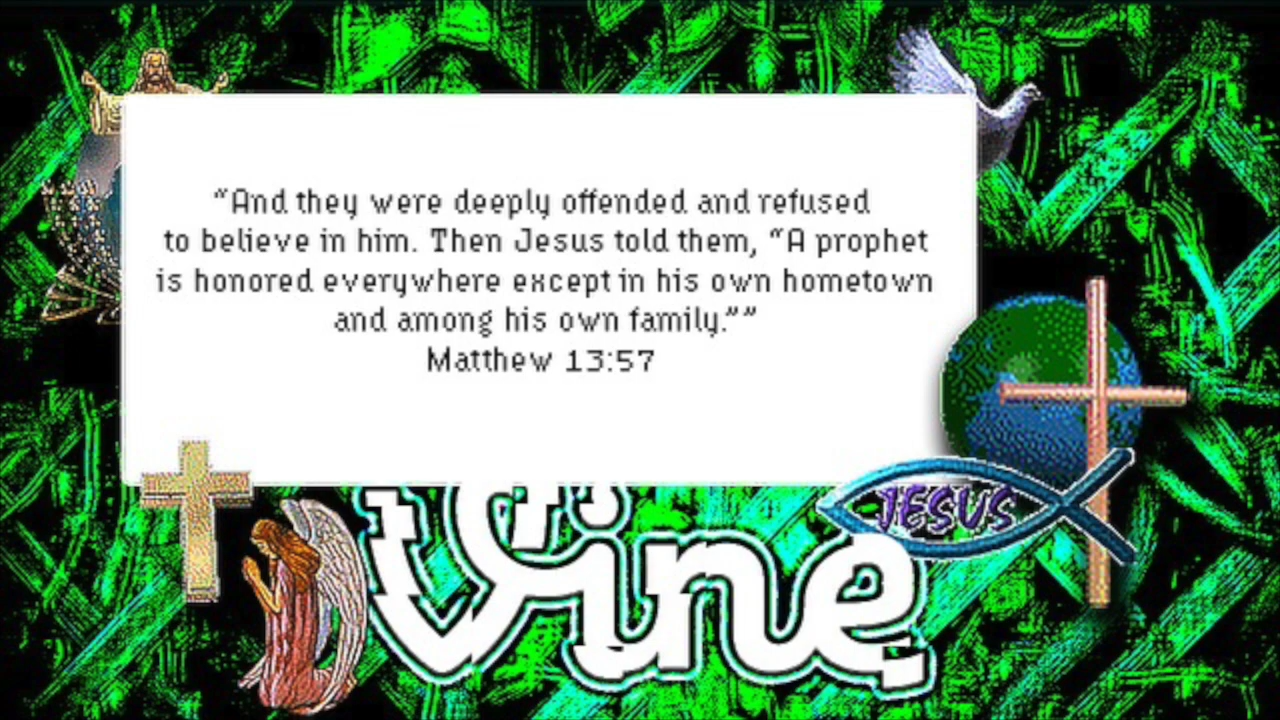 “And they were deeply offended and refused
to believe in him. Then Jesus told them, “A prophet
is honored everywhere except in his own hometown
and among his own family.””
Matthew 13:57
JESUS
Vine